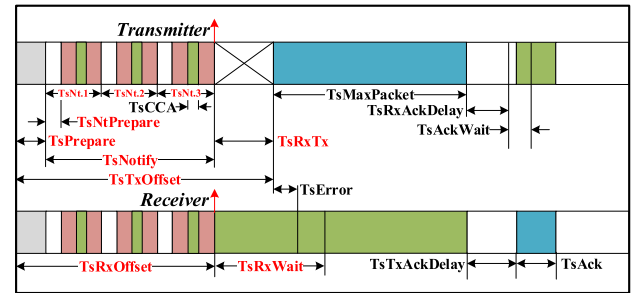 Transmitter
TsNt.1 TsNt.2 TsNt.3
TsCCA
TsMaxPacket
TsRxAckDelay
TsNtPrepare
TsAckWait
TsPrepare
TsRxTx
TsNotify
TsTxOffset
TsError
Receiver
TsRxOffset
TsRxWait
TsTxAckDelay
TsAck